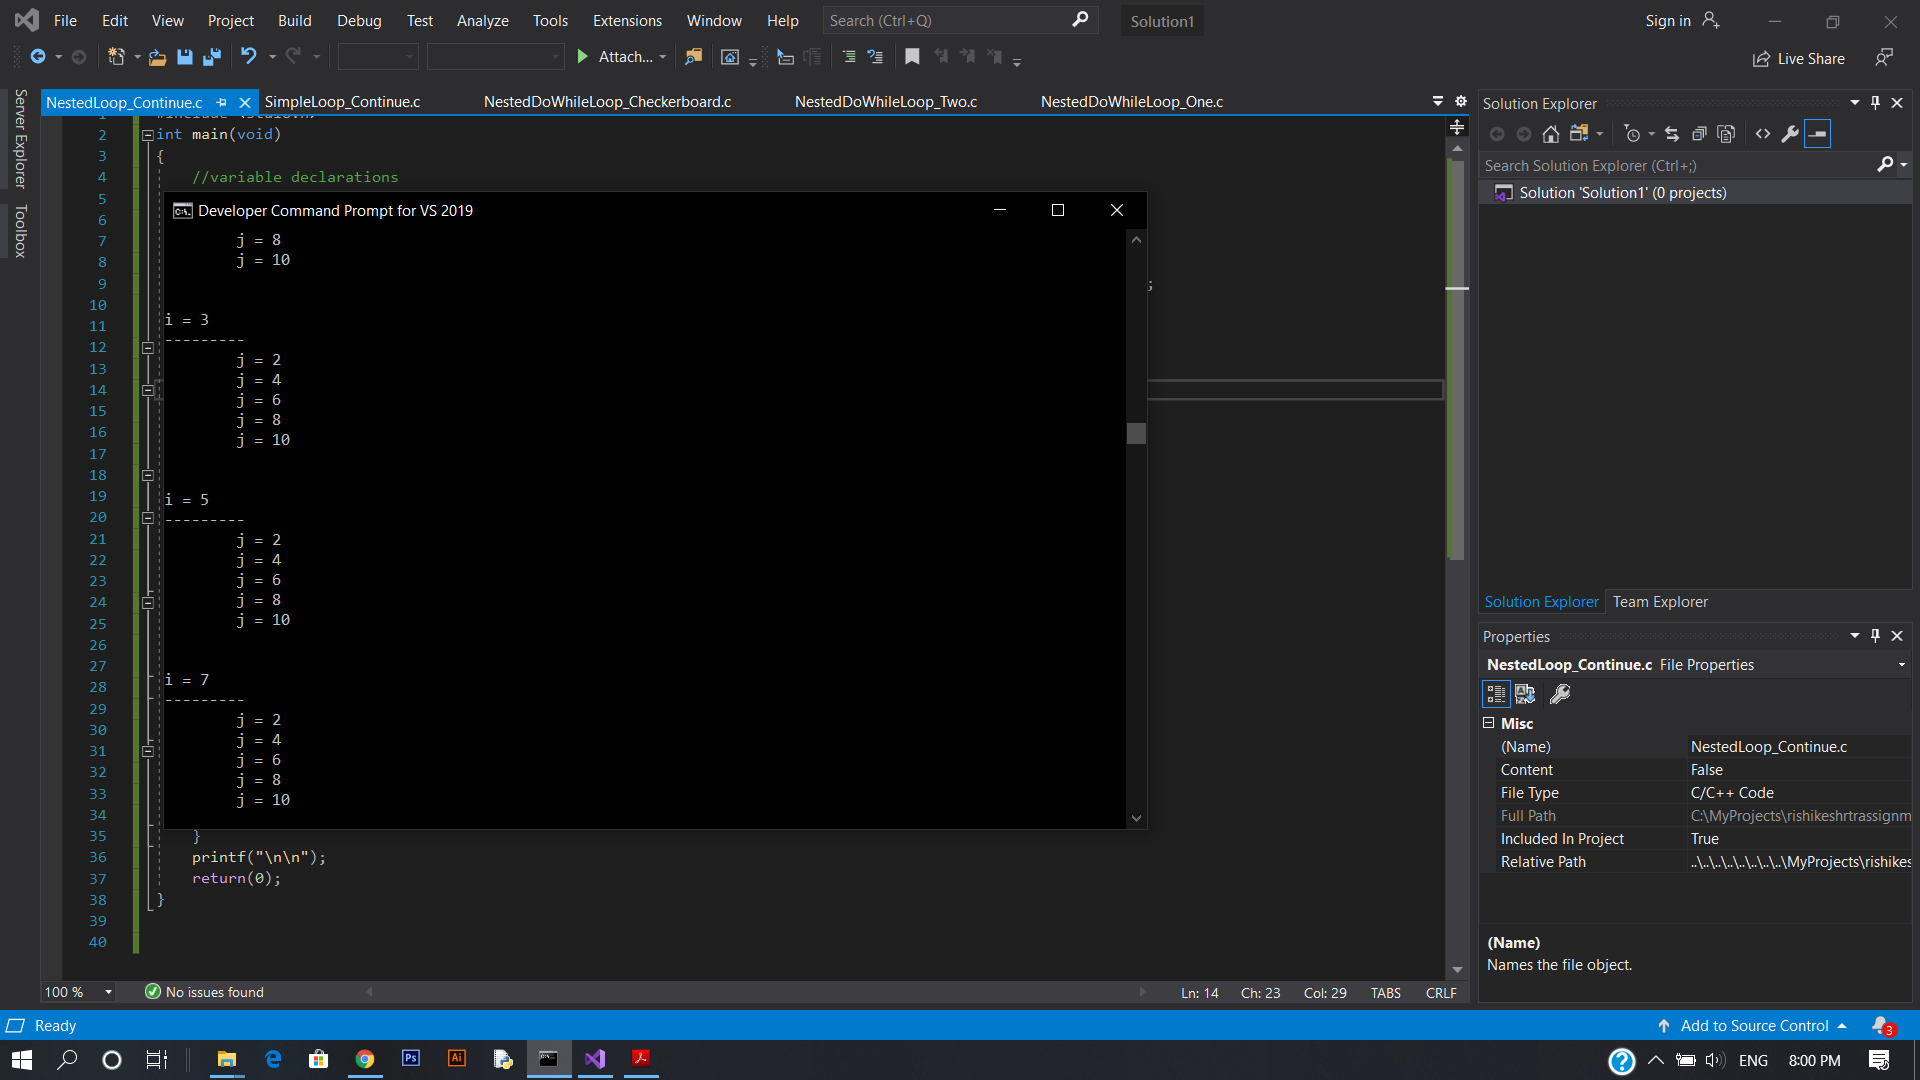 File Edit View Project Build Debug Test Analyze Tools Extensions Window Help Search (Ctrl+Q) Solution1 Sign in
Attach...
Live Share
Server Explorer
Toolbox
NestedLoop_Continue.c SimpleLoop_Continue.c NestedDoWhileLoop_Checkerboard.c NestedDoWhileLoop_Two.c NestedDoWhileLoop_One.c
1
2 int main(void)
3 {
4 //variable declarations
5
6
7
8
9 ;
10
11
12
13
14
15
16
17
18
19
20
21
22
23
24
25
26
27
28
29
30
31
32
33
34
35 }
36 printf("\n\n");
37 return(0);
38 }
39
40
Developer Command Prompt for VS 2019
j = 8
j = 10
i = 3
---------
j = 2
j = 4
j = 6
j = 8
j = 10
i = 5
---------
j = 2
j = 4
j = 6
j = 8
j = 10
i = 7
---------
j = 2
j = 4
j = 6
j = 8
j = 10
100 % No issues found Ln: 14 Ch: 23 Col: 29 TABS CRLF
Solution Explorer
Search Solution Explorer (Ctrl+;)
Solution 'Solution1' (0 projects)
Solution Explorer Team Explorer
Properties
NestedLoop_Continue.c File Properties
Misc
(Name) NestedLoop_Continue.c
Content False
File Type C/C++ Code
Full Path C:\MyProjects\rishikeshrtrassignm
Included In Project True
Relative Path ..\..\..\..\..\..\..\..\MyProjects\rishikes
(Name)
Names the file object.
Ready Add to Source Control 3
Ps Ai ENG 8:00 PM